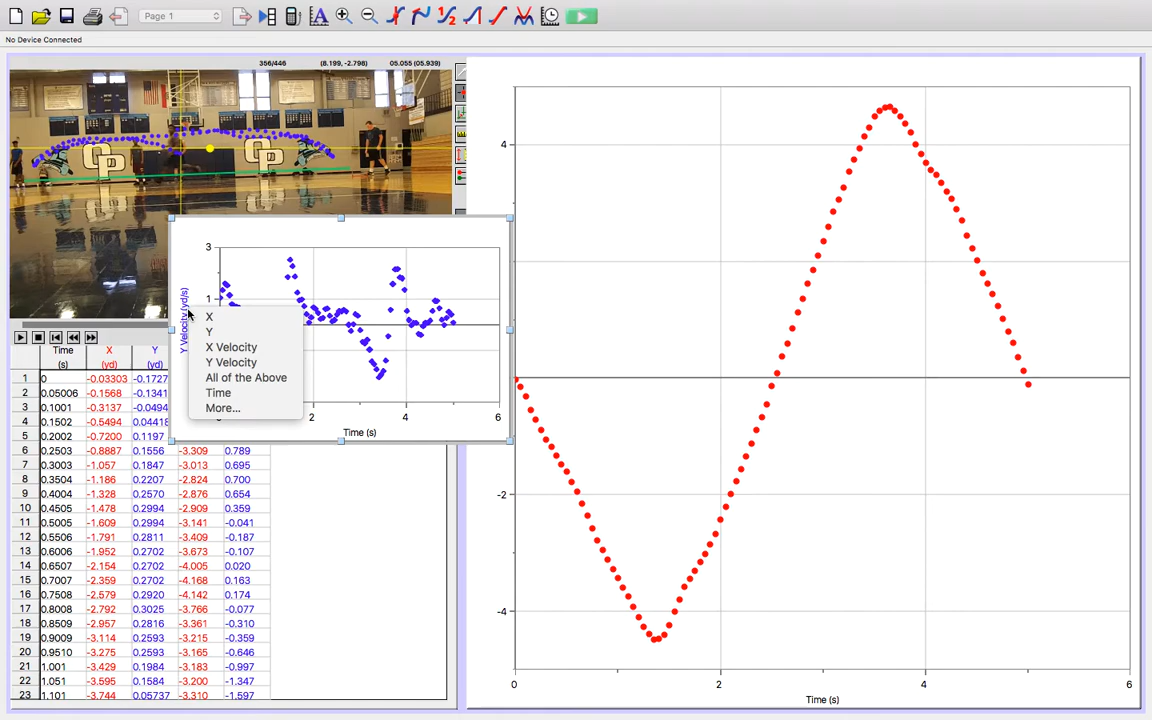 Page 1
No Device Connected
356/446 (8.199, -2.798) 05.055 (05.939)
OP OP
3
1
Y Velocity (yd/s)
X
Y
X Velocity
Y Velocity
All of the Above
Time
More...
2 4 6
Time (s)
Time X Y
(s) (yd) (yd)
1 0 -0.03303 -0.1727
2 0.05006 -0.1568 -0.1341
3 0.1001 -0.3137 -0.0494
4 0.1502 -0.5494 0.04418
5 0.2002 -0.7200 0.1197
6 0.2503 -0.8887 0.1556 -3.309 0.789
7 0.3003 -1.057 0.1847 -3.013 0.695
8 0.3504 -1.186 0.2207 -2.824 0.700
9 0.4004 -1.328 0.2570 -2.876 0.654
10 0.4505 -1.478 0.2994 -2.909 0.359
11 0.5005 -1.609 0.2994 -3.141 -0.041
12 0.5506 -1.791 0.2811 -3.409 -0.187
13 0.6006 -1.952 0.2702 -3.673 -0.107
14 0.6507 -2.154 0.2702 -4.005 0.020
15 0.7007 -2.359 0.2702 -4.168 0.163
16 0.7508 -2.579 0.2920 -4.142 0.174
17 0.8008 -2.792 0.3025 -3.766 -0.077
18 0.8509 -2.957 0.2816 -3.361 -0.310
19 0.9009 -3.114 0.2593 -3.215 -0.359
20 0.9510 -3.275 0.2593 -3.165 -0.646
21 1.001 -3.429 0.1984 -3.183 -0.997
22 1.051 -3.595 0.1584 -3.200 -1.347
23 1.101 -3.744 0.05737 -3.310 -1.597
4
-2
-4
0 2 4 6
Time (s)